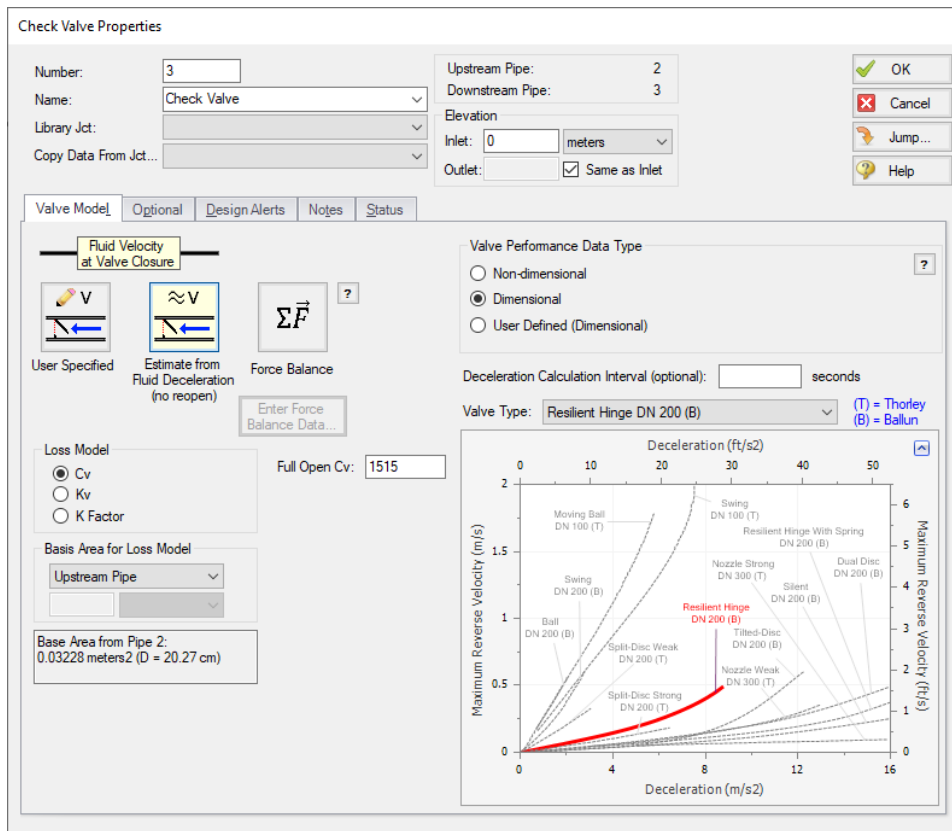 Check Valve Properties
Number:
3
Name:
Check Valve
Library Jct:
Copy Data From Jct...
Upstream Pipe:
2
Downstream Pipe:
3
Elevation
Inlet:
0
meters
Outlet:
Same as Inlet
OK
Cancel
Jump...
Help
Valve Model
Optional
Design Alerts
Notes
Status
Fluid Velocity
at Valve Closure
V
≈V
ΣF⃗
?
User Specified
Estimate from
Fluid Deceleration
(no reopen)
Force Balance
Enter Force
Balance Data...
Loss Model
Cv
Kv
K Factor
Full Open Cv:
1515
Basis Area for Loss Model
Upstream Pipe
Base Area from Pipe 2:
0.03228 meters2 (D = 20.27 cm)
Valve Performance Data Type
?
Non-dimensional
Dimensional
User Defined (Dimensional)
Deceleration Calculation Interval (optional):
seconds
Valve Type:
Resilient Hinge DN 200 (B)
(T) = Thorley
(B) = Ballun
Deceleration (ft/s2)
0 10 20 30 40 50
Maximum Reverse Velocity (m/s)
2
1.5
1
0.5
0
Moving Ball
DN 100 (T)
Swing
DN 100 (T)
Resilient Hinge With Spring
DN 200 (B)
Nozzle Strong
DN 300 (T)
Dual Disc
DN 200 (B)
Silent
DN 200 (B)
Swing
DN 200 (B)
Resilient Hinge
DN 200 (B)
Ball
DN 200 (B)
Tilted-Disc
DN 200 (B)
Split-Disc Weak
DN 200 (T)
Nozzle Weak
DN 300 (T)
Split-Disc Strong
DN 200 (T)
6
5
4
3
2
1
0
Maximum Reverse Velocity (ft/s)
0 4 8 12 16
Deceleration (m/s2)